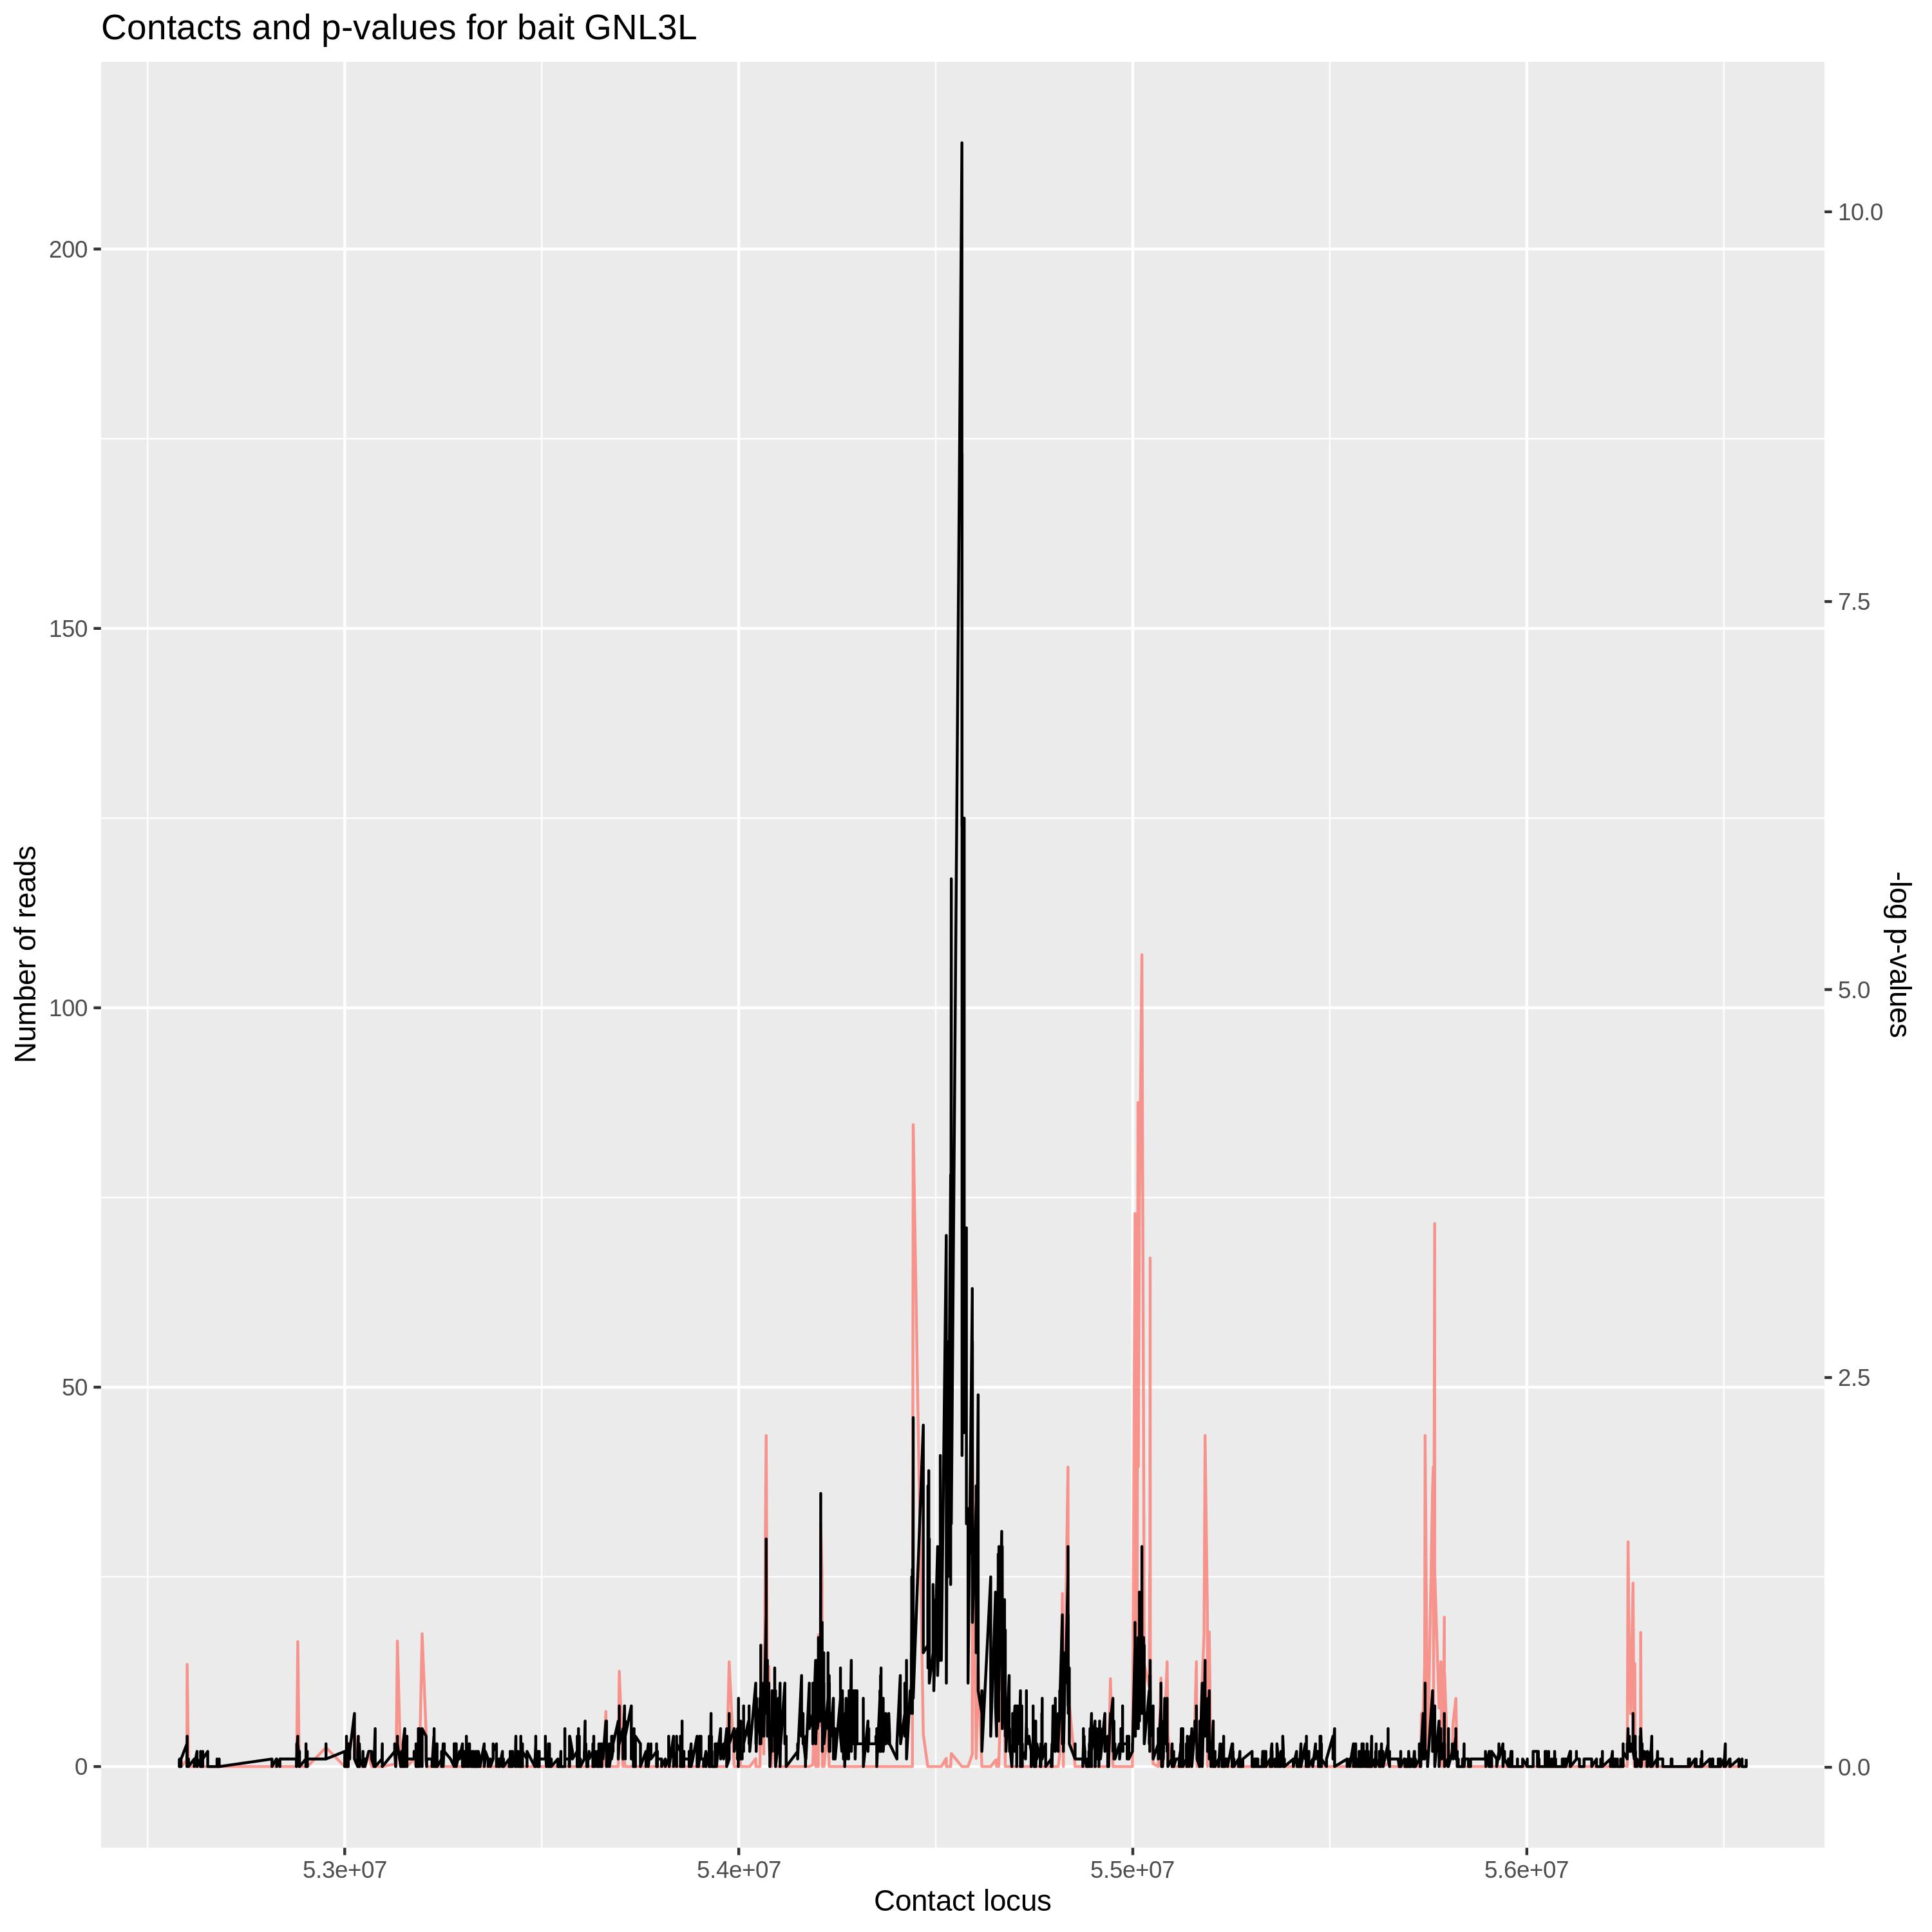 Contacts and p-values for bait GNL3L
200
150
100
50
0
Number of reads
10.0
7.5
5.0
2.5
0.0
-log p-values
5.3e+07
5.4e+07
5.5e+07
5.6e+07
Contact locus